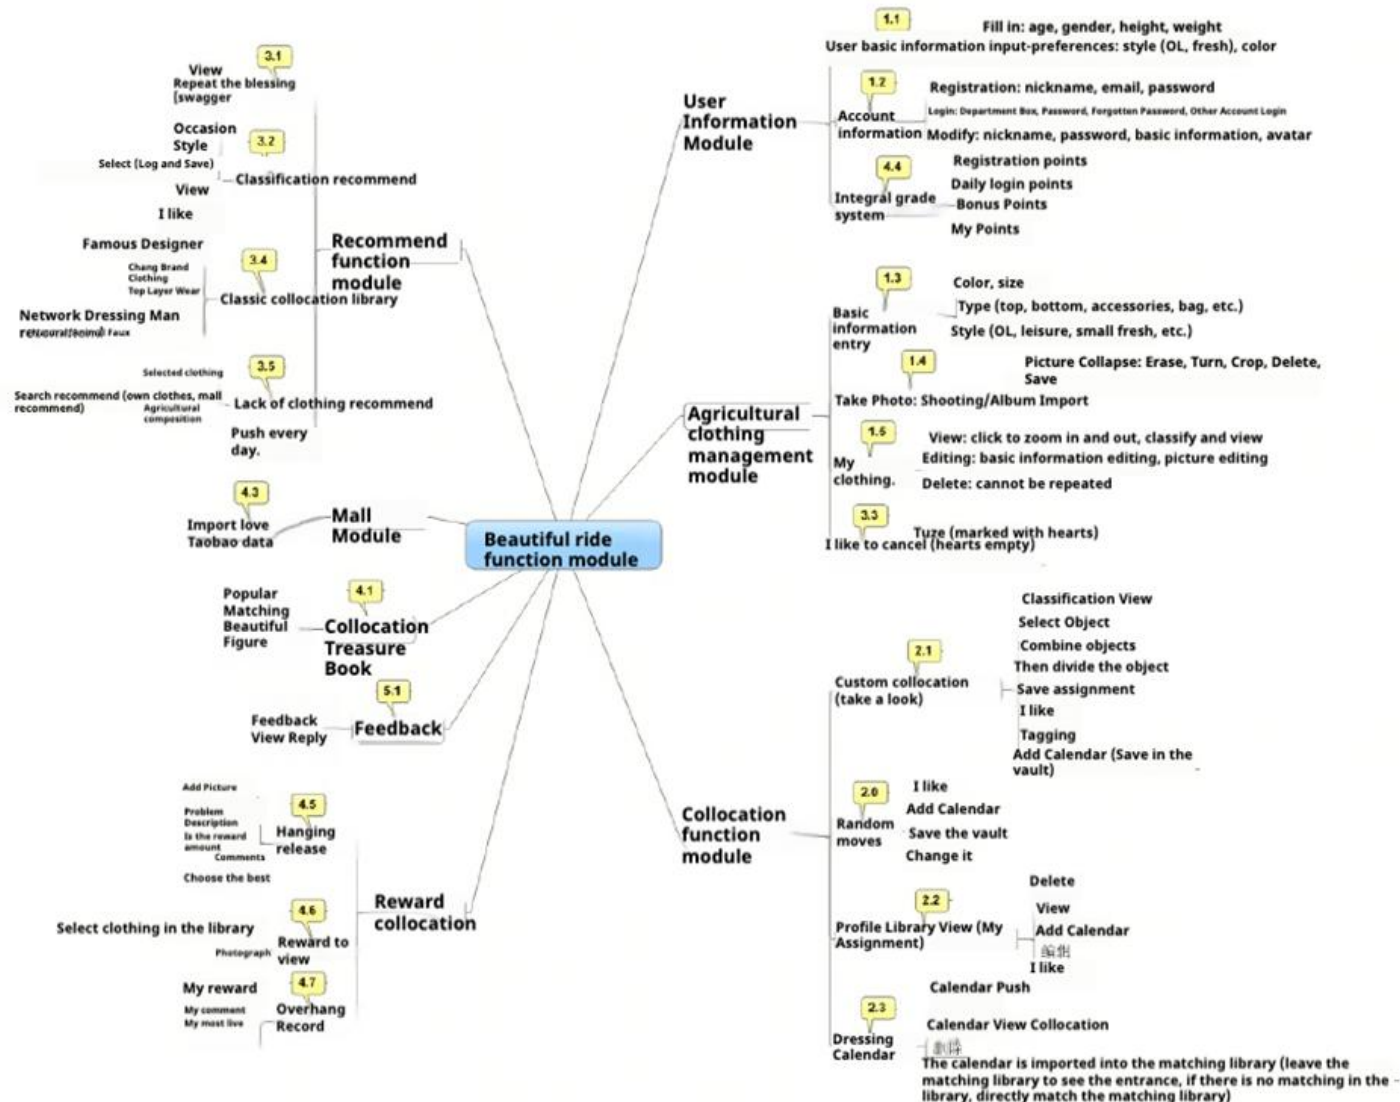 Beautiful ride
function module
User
Information
Module
1.1
Fill in: age, gender, height, weight
User basic information input-preferences: style (OL, fresh), color
1.2
Account
information
Registration: nickname, email, password
Login: Department Box, Password, Forgotten Password, Other Account Login
Modify: nickname, password, basic information, avatar
4.4
Integral grade
system
Registration points
Daily login points
Bonus Points
My Points
Agricultural
clothing
management
module
1.3
Basic
information
entry
Color, size
Type (top, bottom, accessories, bag, etc.)
Style (OL, leisure, small fresh, etc.)
1.4
Picture Collapse: Erase, Turn, Crop, Delete,
Save
Take Photo: Shooting/Album Import
1.5
My
clothing.
View: click to zoom in and out, classify and view
Editing: basic information editing, picture editing
Delete: cannot be repeated
3.3
Tuze (marked with hearts)
I like to cancel (hearts empty)
Collocation
function
module
2.1
Custom collocation
(take a look)
Classification View
Select Object
Combine objects
Then divide the object
Save assignment
I like
Tagging
Add Calendar (Save in the
vault)
2.0
Random
moves
I like
Add Calendar
Save the vault
Change it
2.2
Profile Library View (My
Assignment)
Delete
View
Add Calendar
编辑
I like
2.3
Dressing
Calendar
Calendar Push
Calendar View Collocation
删除
The calendar is imported into the matching library (leave the
matching library to see the entrance, if there is no matching in the
library, directly match the matching library)
Recommend
function
module
3.1
View
Repeat the blessing
[swagger
3.2
Classification recommend
Occasion
Style
Select (Log and Save)
View
I like
3.4
Classic collocation library
Famous Designer
Chang Brand
Clothing
Top Layer Wear
Network Dressing Man
Faux
3.5
Lack of clothing recommend
Selected clothing
Search recommend (own clothes, mall
recommend)
Agricultural
composition
Push every
day.
Mall
Module
4.3
Import love
Taobao data
4.1
Collocation
Treasure
Book
Popular
Matching
Beautiful
Figure
5.1
Feedback
Feedback
View Reply
Reward
collocation
4.5
Hanging
release
Add Picture
Problem
Description
Is the reward
amount
Comments
Choose the best
4.6
Reward to
view
Select clothing in the library
Photograph
4.7
Overhang
Record
My reward
My comment
My most live